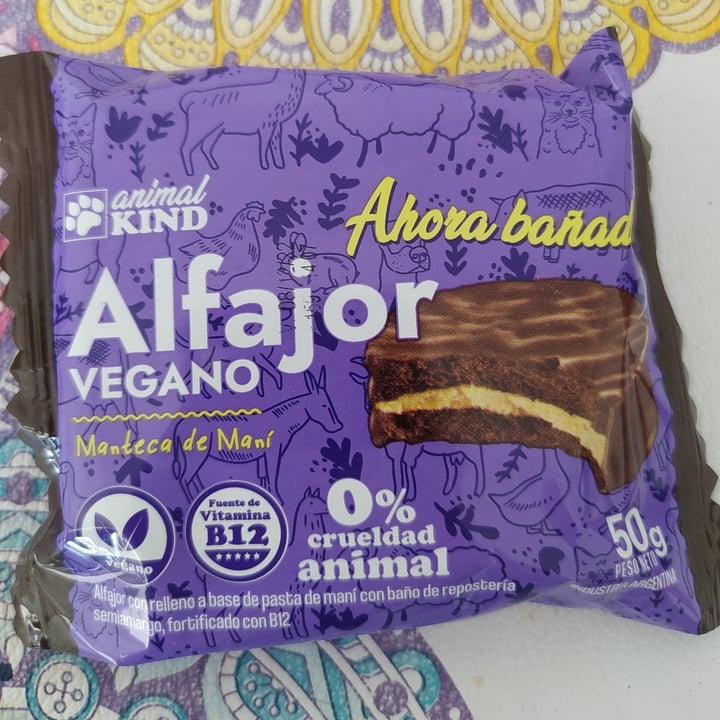 animal
KIND
Ahora bañad
Alfajor
VEGANO
Manteca de Maní
vegano
Fuente de
Vitamina
B12
0%
crueldad
animal
50g
PESO NETO
INDUSTRIA ARGENTINA
Alfajor con relleno a base de pasta de maní con baño de repostería
semiamargo, fortificado con B12